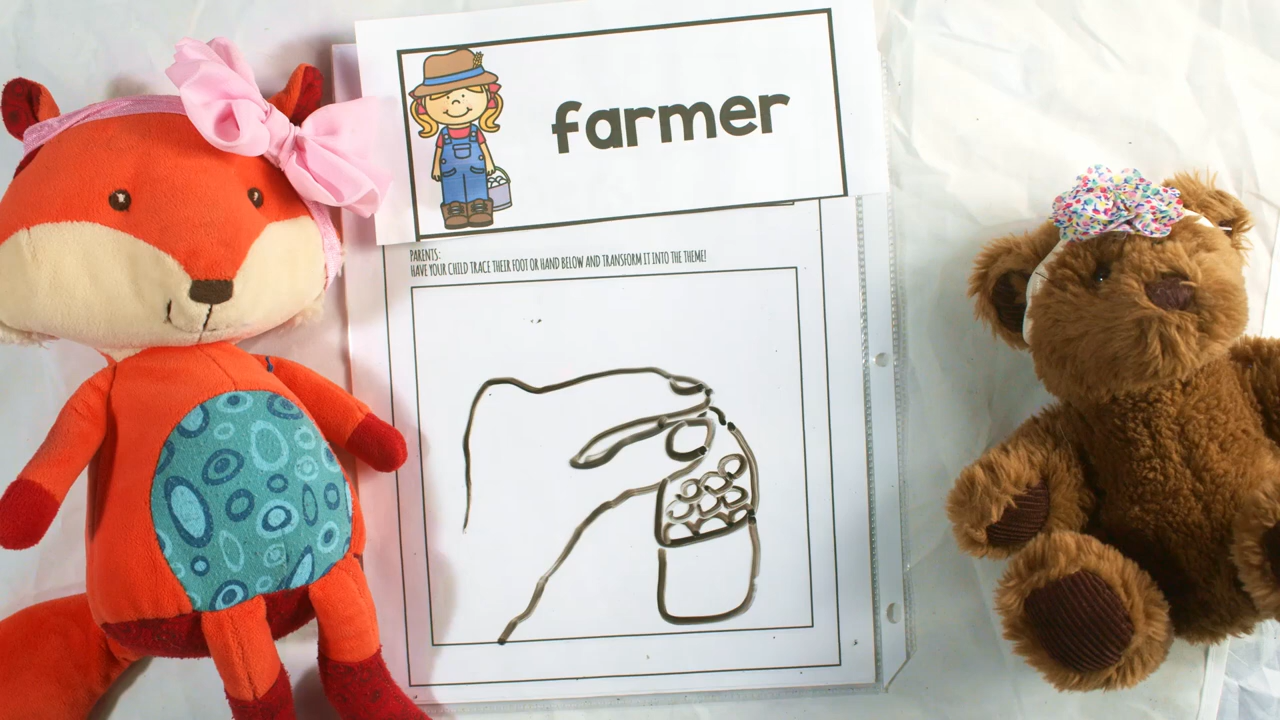 farmer
PARENTS:
HAVE YOUR CHILD TRACE THEIR FOOT OR HAND BELOW AND TRANSFORM IT INTO THE THEME!